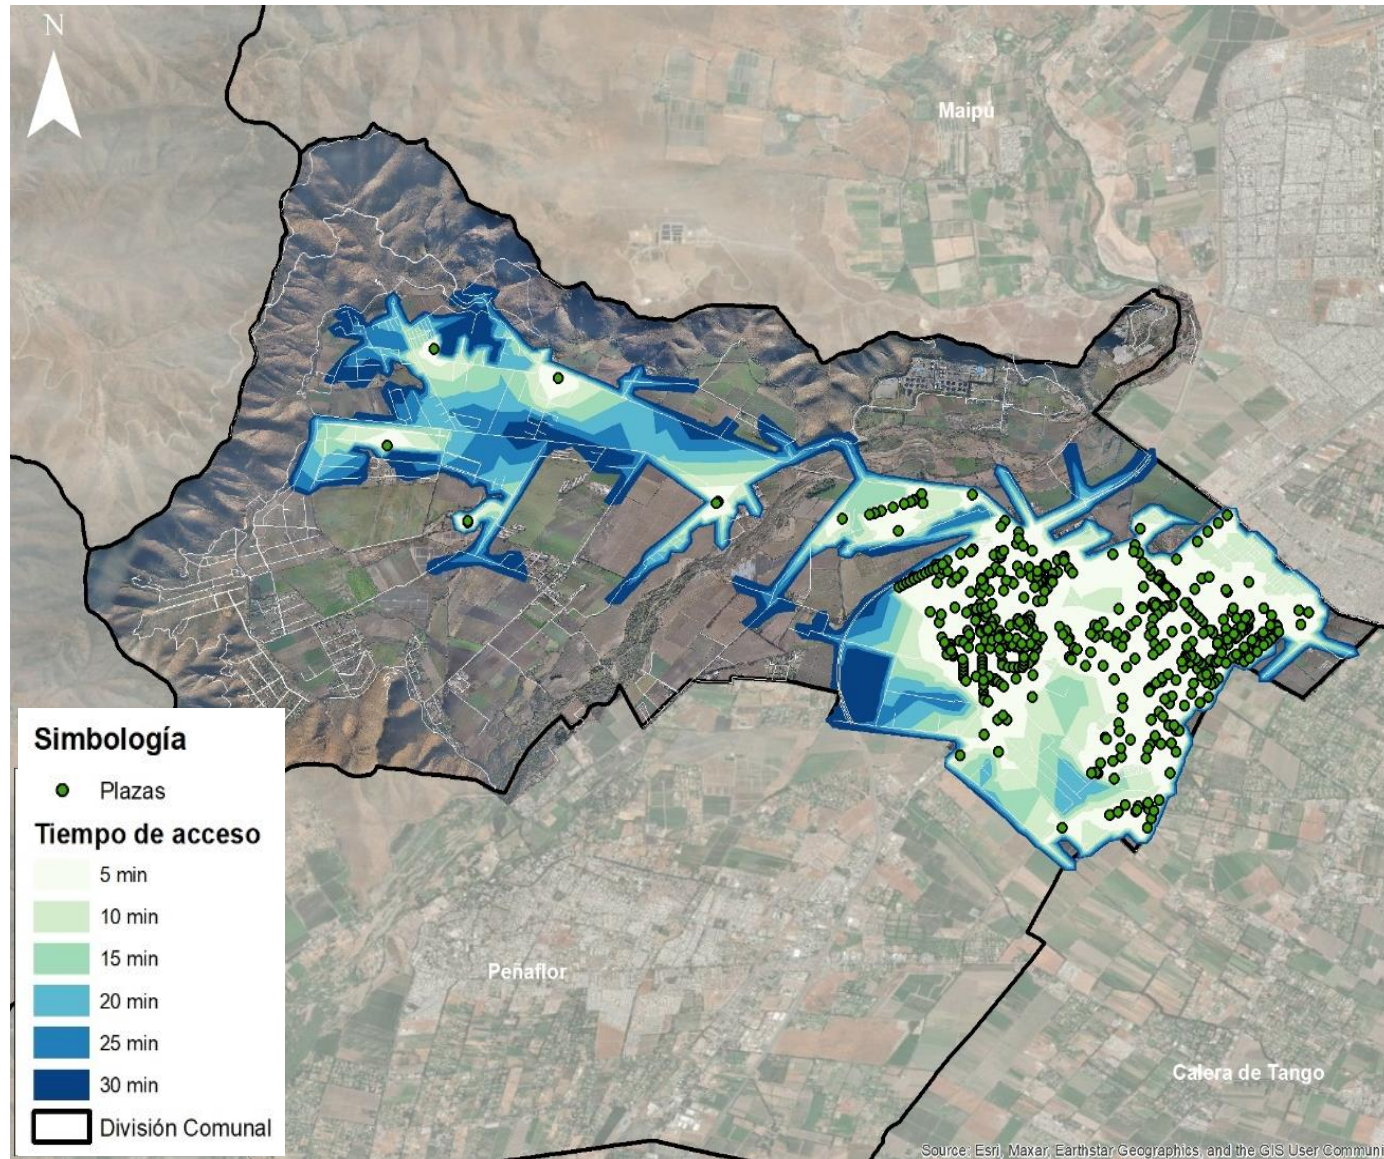 N
Maipú
Simbología
Plazas
Tiempo de acceso
5 min
10 min
15 min
20 min
25 min
30 min
División Comunal
Peñaflor
Calera de Tango
Source: Esri, Maxar, Earthstar Geographics, and the GIS User Communi